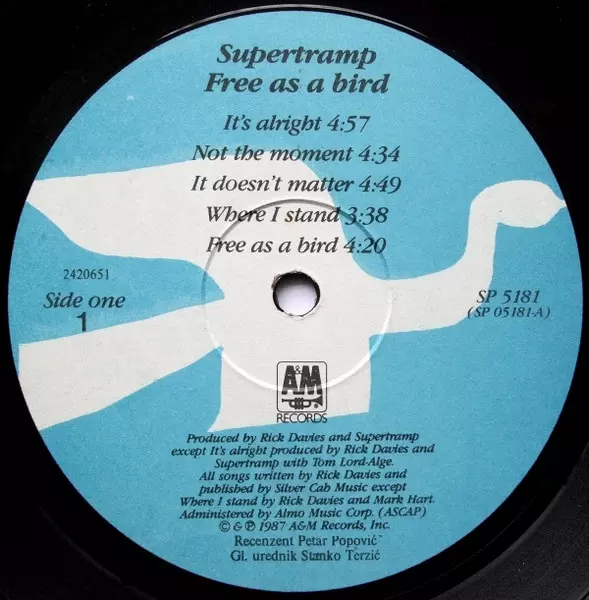 Supertramp
Free as a bird
It's alright 4:57
Not the moment 4:34
It doesn't matter 4:49
Where I stand 3:38
Free as a bird 4:20
2420651
Side one
1
SP 5181
(SP 05181-A)
A&M
RECORDS
Produced by Rick Davies and Supertramp
except It's alright produced by Rick Davies and
Supertramp with Tom Lord-Alge.
All songs written by Rick Davies and
published by Silver Cab Music except
Where I stand by Rick Davies and Mark Hart.
Administered by Almo Music Corp. (ASCAP)
© & ℗ 1987 A&M Records, Inc.
Recenzent Petar Popović
Gl. urednik Stanko Terzić